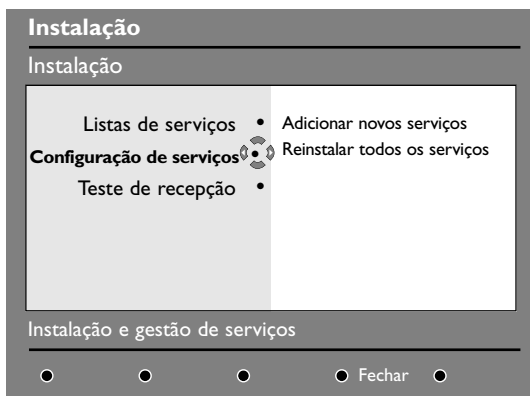 Instalação
Instalação
Listas de serviços • Adicionar novos serviços
Configuração de serviços • Reinstalar todos os serviços
Teste de recepção •
Instalação e gestão de serviços
Fechar